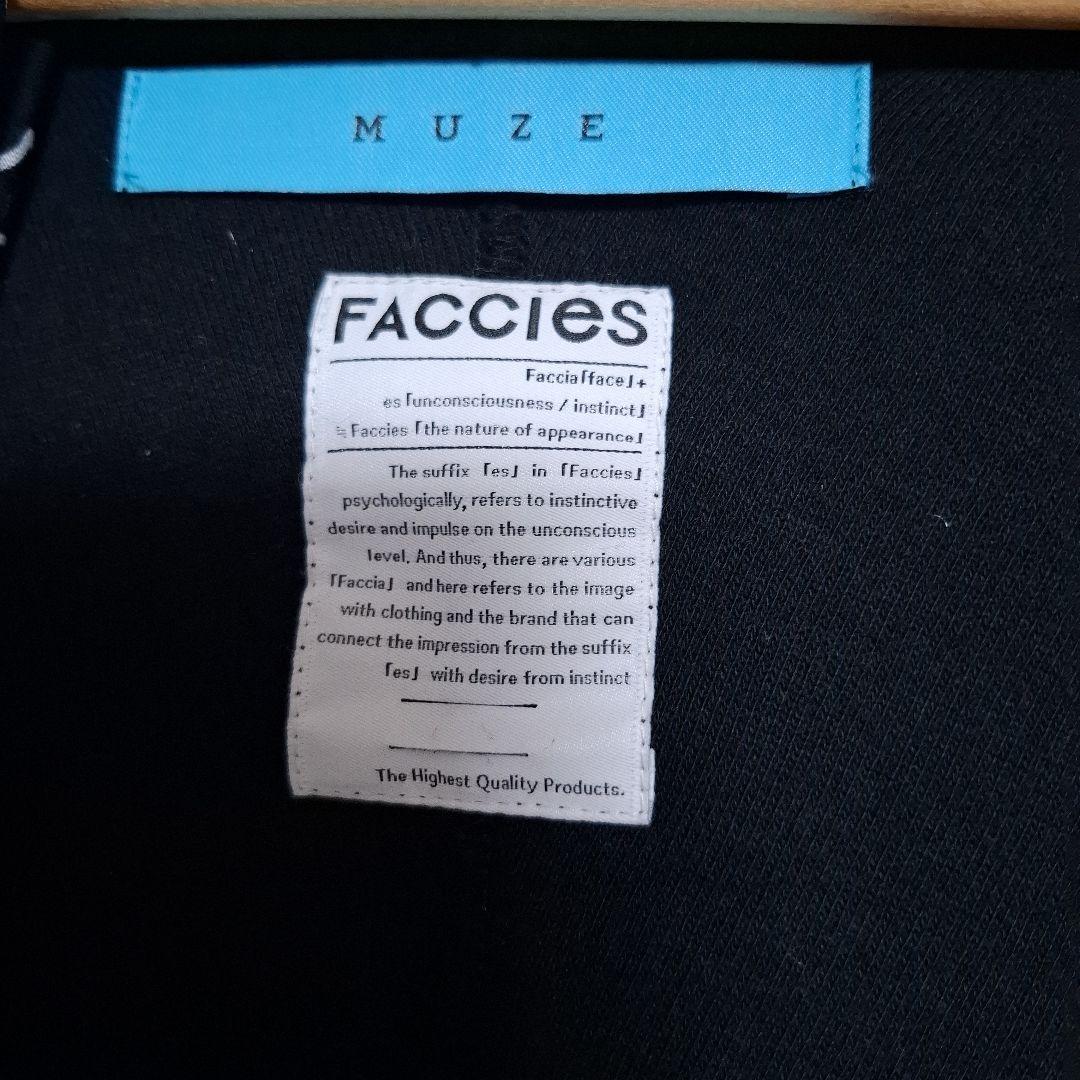 MUZE
FACCIES
Faccia「face」+
es「unconsciousness / instinct」
≒ Faccies「the nature of appearance」
The suffix 「es」 in 「Faccies」
psychologically, refers to instinctive
desire and impulse on the unconscious
level. And thus, there are various
「Faccia」 and here refers to the image
with clothing and the brand that can
connect the impression from the suffix
「es」 with desire from instinct
The Highest Quality Products.